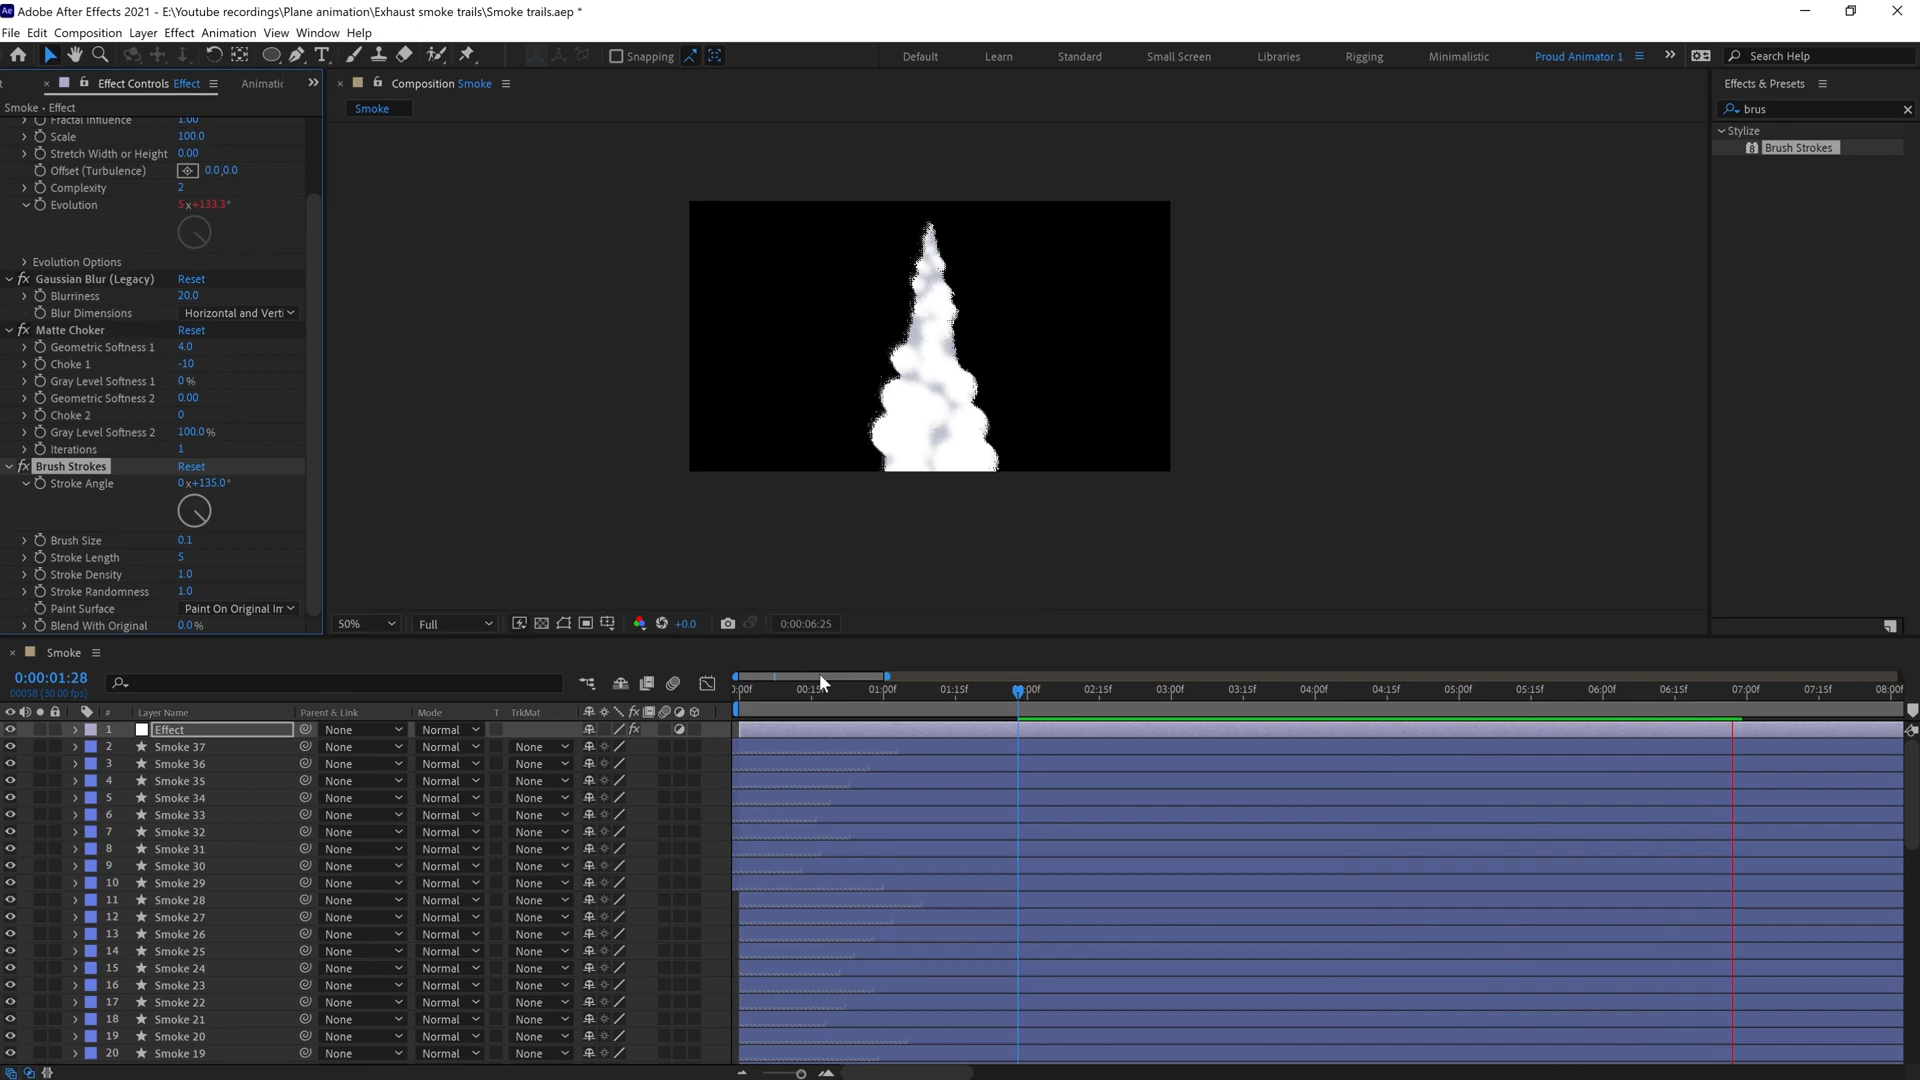 Adobe After Effects 2021 - E:\Youtube recordings\Plane animation\Exhaust smoke trails\Smoke trails.aep *
File Edit Composition Layer Effect Animation View Window Help
Snapping
Default Learn Standard Small Screen Libraries Rigging Minimalistic Proud Animator 1
Search Help
Effect Controls Effect
Composition Smoke
Effects & Presets
Smoke • Effect
Smoke
brus
Fractal Influence 1.00
Scale 100.0
Stretch Width or Height 0.00
Offset (Turbulence) 0.0,0.0
Complexity 2
Evolution 5x+133.3°
Evolution Options
Gaussian Blur (Legacy) Reset
Blurriness 20.0
Blur Dimensions Horizontal and Verti
Matte Choker Reset
Geometric Softness 1 4.0
Choke 1 -10
Gray Level Softness 1 0%
Geometric Softness 2 0.00
Choke 2 0
Gray Level Softness 2 100.0%
Iterations 1
Brush Strokes Reset
Stroke Angle 0x+135.0°
Brush Size 0.1
Stroke Length 5
Stroke Density 1.0
Stroke Randomness 1.0
Paint Surface Paint On Original Im
Blend With Original 0.0%
Stylize
Brush Strokes
50% Full +0.0 0:00:06:25
Smoke
0:00:01:28
00058 (30.00 fps)
:00f 00:15f 01:00f 01:15f 02:00f 02:15f 03:00f 03:15f 04:00f 04:15f 05:00f 05:15f 06:00f 06:15f 07:00f 07:15f 08:00f
# Layer Name Parent & Link Mode T TrkMat
1 Effect None Normal
2 Smoke 37 None Normal None
3 Smoke 36 None Normal None
4 Smoke 35 None Normal None
5 Smoke 34 None Normal None
6 Smoke 33 None Normal None
7 Smoke 32 None Normal None
8 Smoke 31 None Normal None
9 Smoke 30 None Normal None
10 Smoke 29 None Normal None
11 Smoke 28 None Normal None
12 Smoke 27 None Normal None
13 Smoke 26 None Normal None
14 Smoke 25 None Normal None
15 Smoke 24 None Normal None
16 Smoke 23 None Normal None
17 Smoke 22 None Normal None
18 Smoke 21 None Normal None
19 Smoke 20 None Normal None
20 Smoke 19 None Normal None